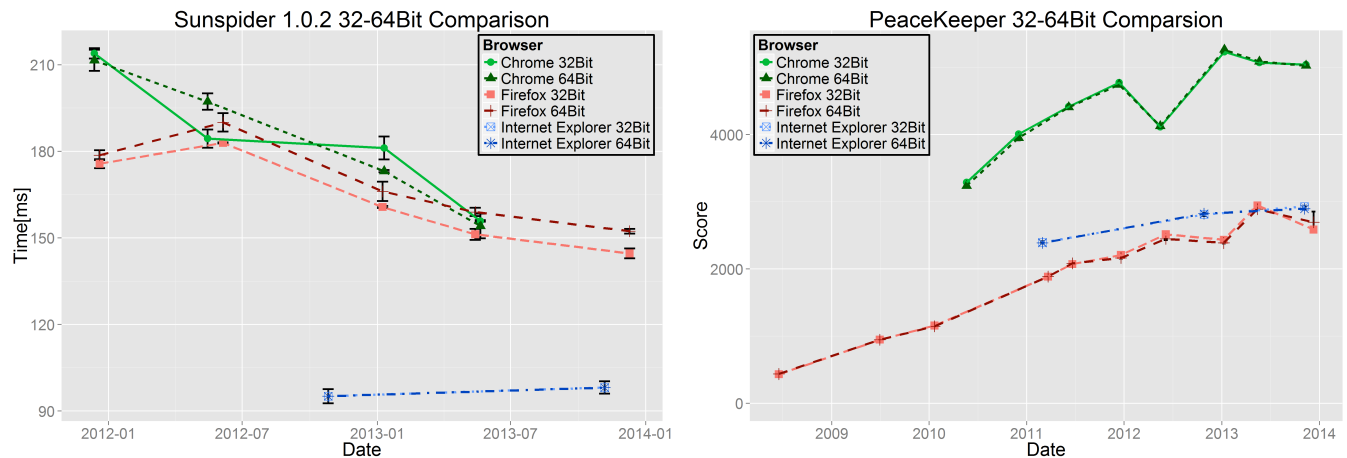 Sunspider 1.0.2 32-64Bit Comparison
Time[ms]
210
180
150
120
90
Browser
Chrome 32Bit
Chrome 64Bit
Firefox 32Bit
Firefox 64Bit
Internet Explorer 32Bit
Internet Explorer 64Bit
2012-01
2012-07
2013-01
2013-07
2014-01
Date
PeaceKeeper 32-64Bit Comparsion
Score
4000
2000
0
Browser
Chrome 32Bit
Chrome 64Bit
Firefox 32Bit
Firefox 64Bit
Internet Explorer 32Bit
Internet Explorer 64Bit
2009
2010
2011
2012
2013
2014
Date